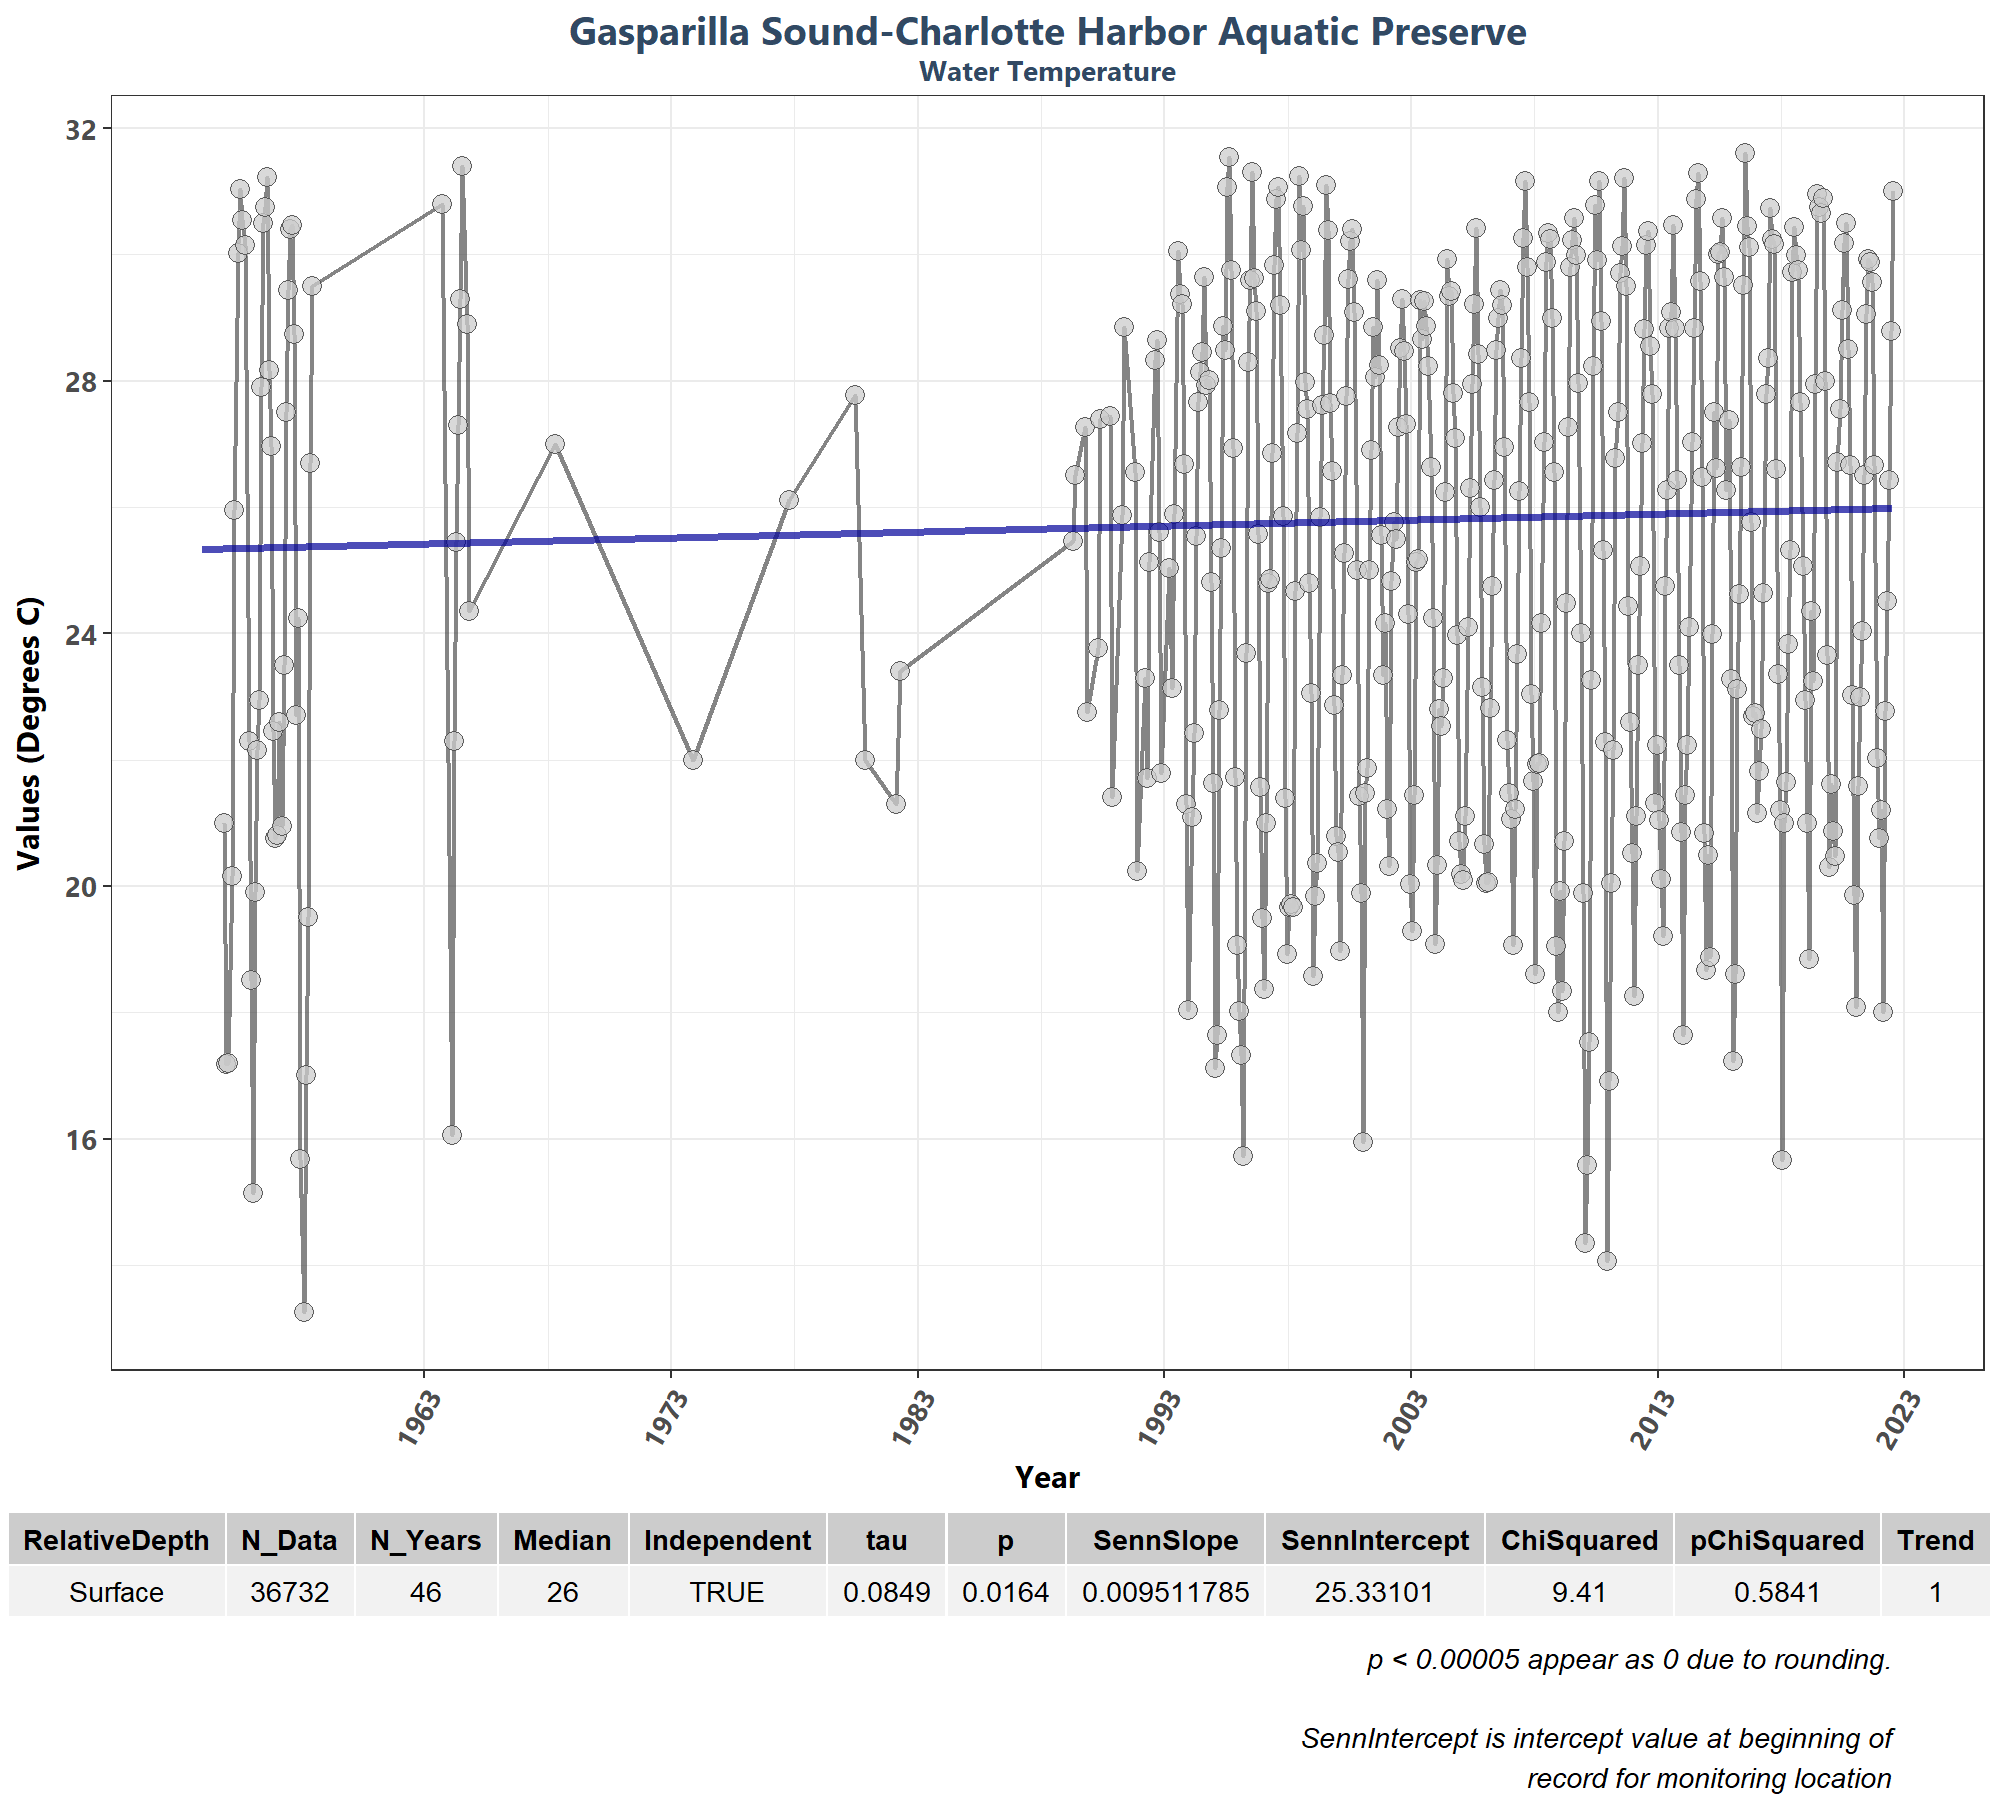 Gasparilla Sound-Charlotte Harbor Aquatic Preserve
Water Temperature
32
28
24
20
16
Values (Degrees C)
1963 1973 1983 1993 2003 2013 2023
Year
RelativeDepth N_Data N_Years Median Independent tau p SennSlope SennIntercept ChiSquared pChiSquared Trend
Surface 36732 46 26 TRUE 0.0849 0.0164 0.009511785 25.33101 9.41 0.5841 1
p < 0.00005 appear as 0 due to rounding.
SennIntercept is intercept value at beginning of
record for monitoring location